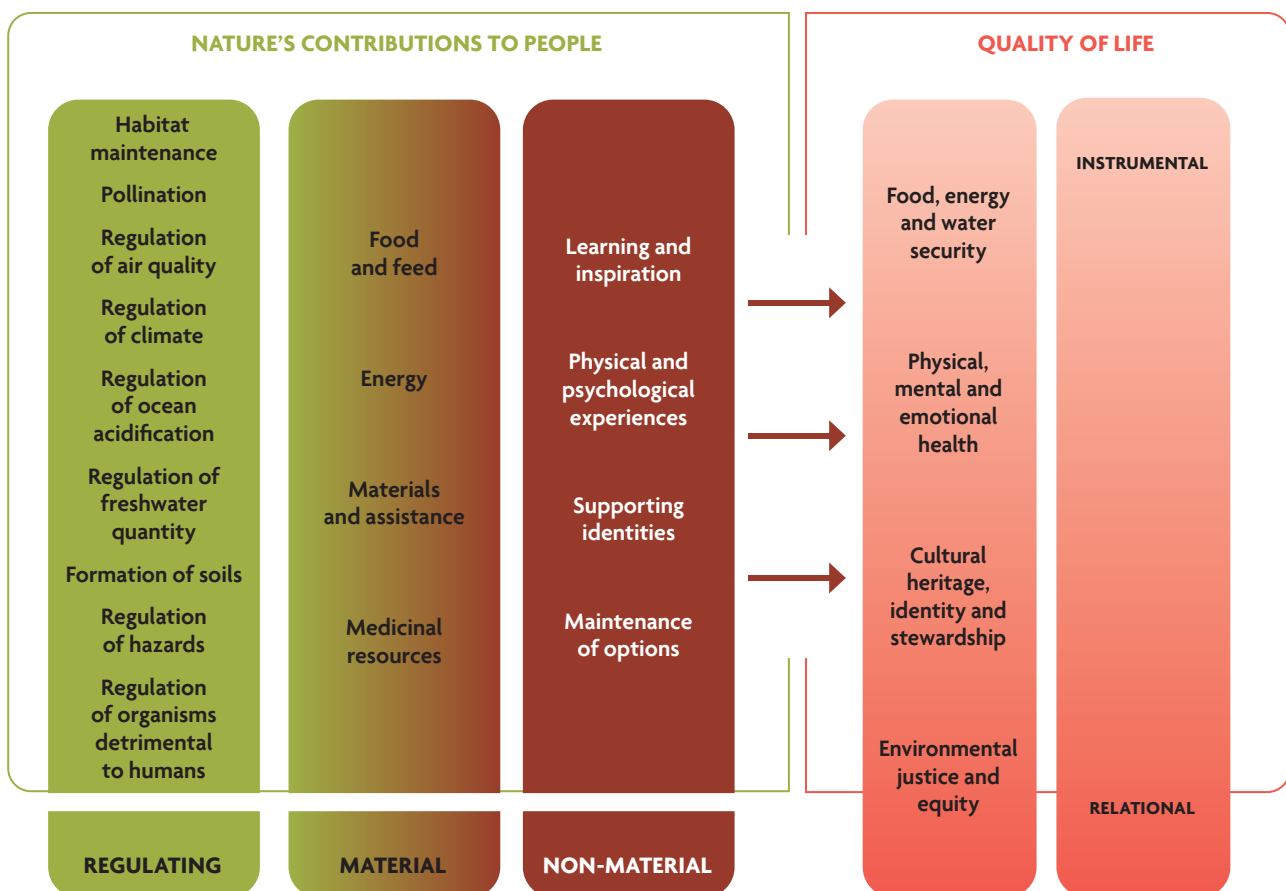 NATURE’S CONTRIBUTIONS TO PEOPLE
Habitat
maintenance
Pollination
Regulation
of air quality
Regulation
of climate
Regulation
of ocean
acidification
Regulation of
freshwater
quantity
Formation of soils
Regulation
of hazards
Regulation
of organisms
detrimental
to humans
REGULATING
Food
and feed
Energy
Materials
and assistance
Medicinal
resources
MATERIAL
Learning and
inspiration
Physical and
psychological
experiences
Supporting
identities
Maintenance
of options
NON-MATERIAL
QUALITY OF LIFE
Food, energy
and water
security
Physical,
mental and
emotional
health
Cultural
heritage,
identity and
stewardship
Environmental
justice and
equity
INSTRUMENTAL
RELATIONAL